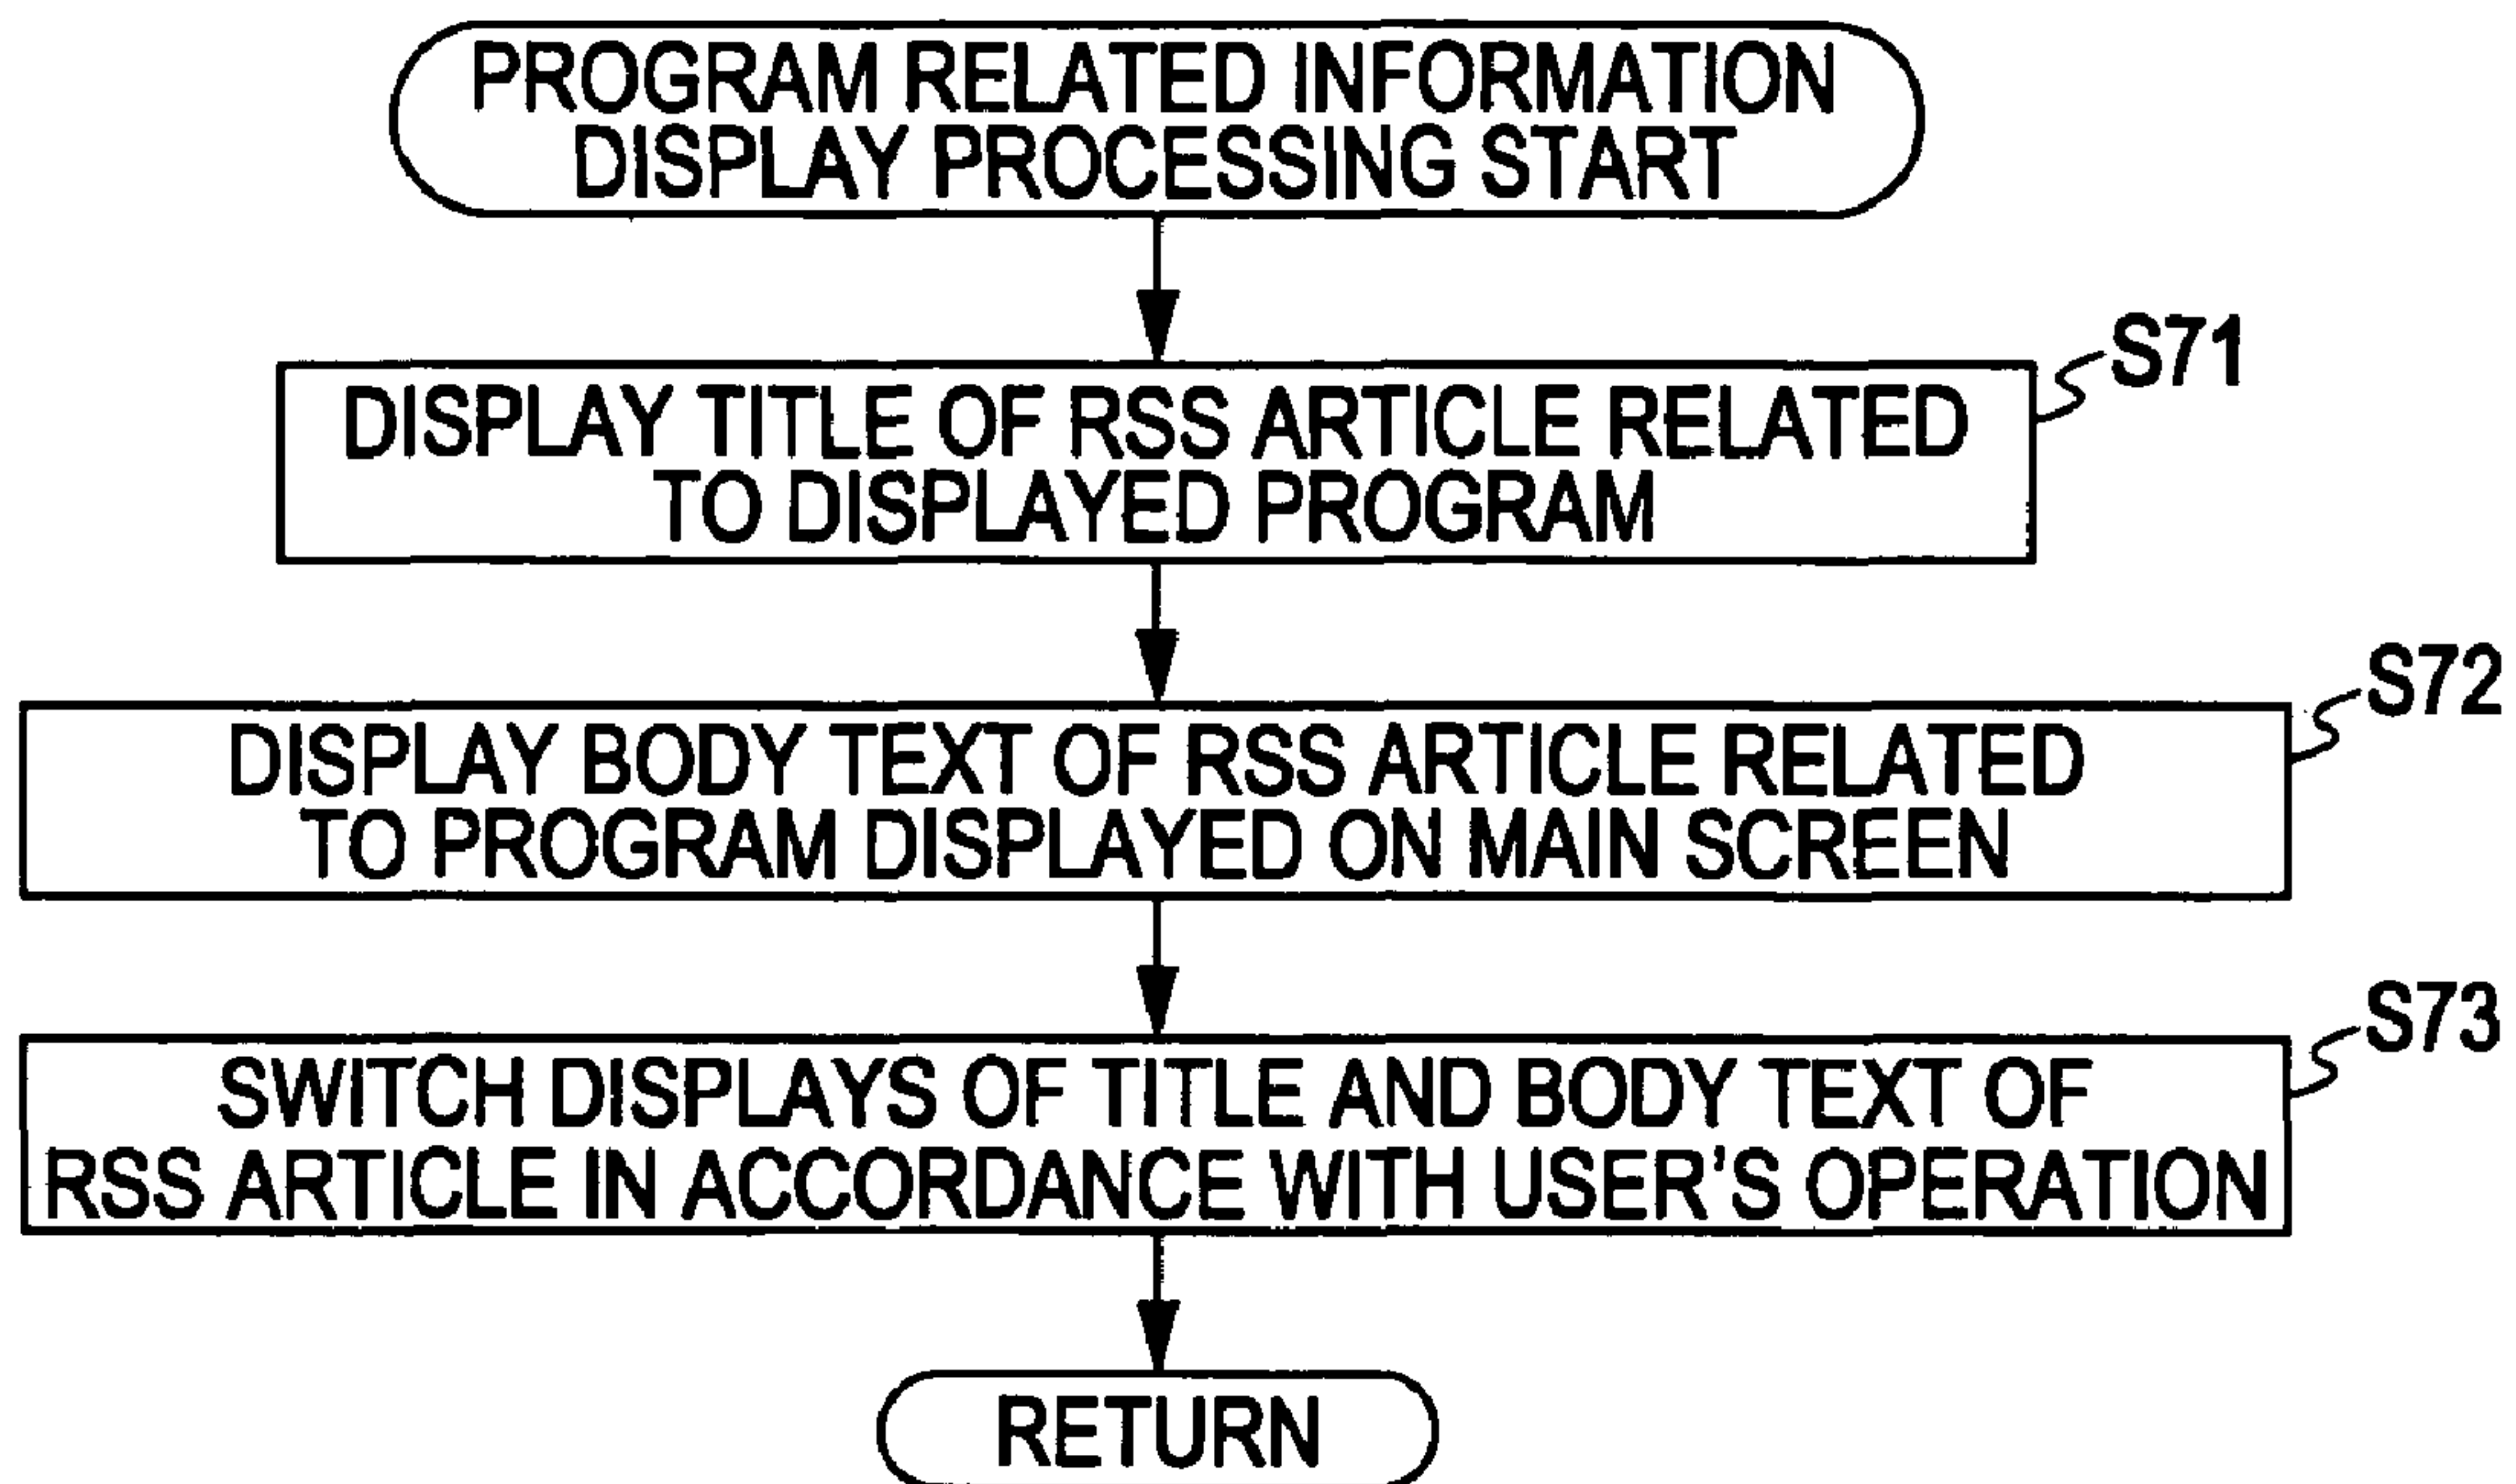 PROGRAM RELATED INFORMATION
DISPLAY PROCESSING START
S71
DISPLAY TITLE OF RSS ARTICLE RELATED
TO DISPLAYED PROGRAM
S72
DISPLAY BODY TEXT OF RSS ARTICLE RELATED
TO PROGRAM DISPLAYED ON MAIN SCREEN
S73
SWITCH DISPLAYS OF TITLE AND BODY TEXT OF
RSS ARTICLE IN ACCORDANCE WITH USER'S OPERATION
RETURN